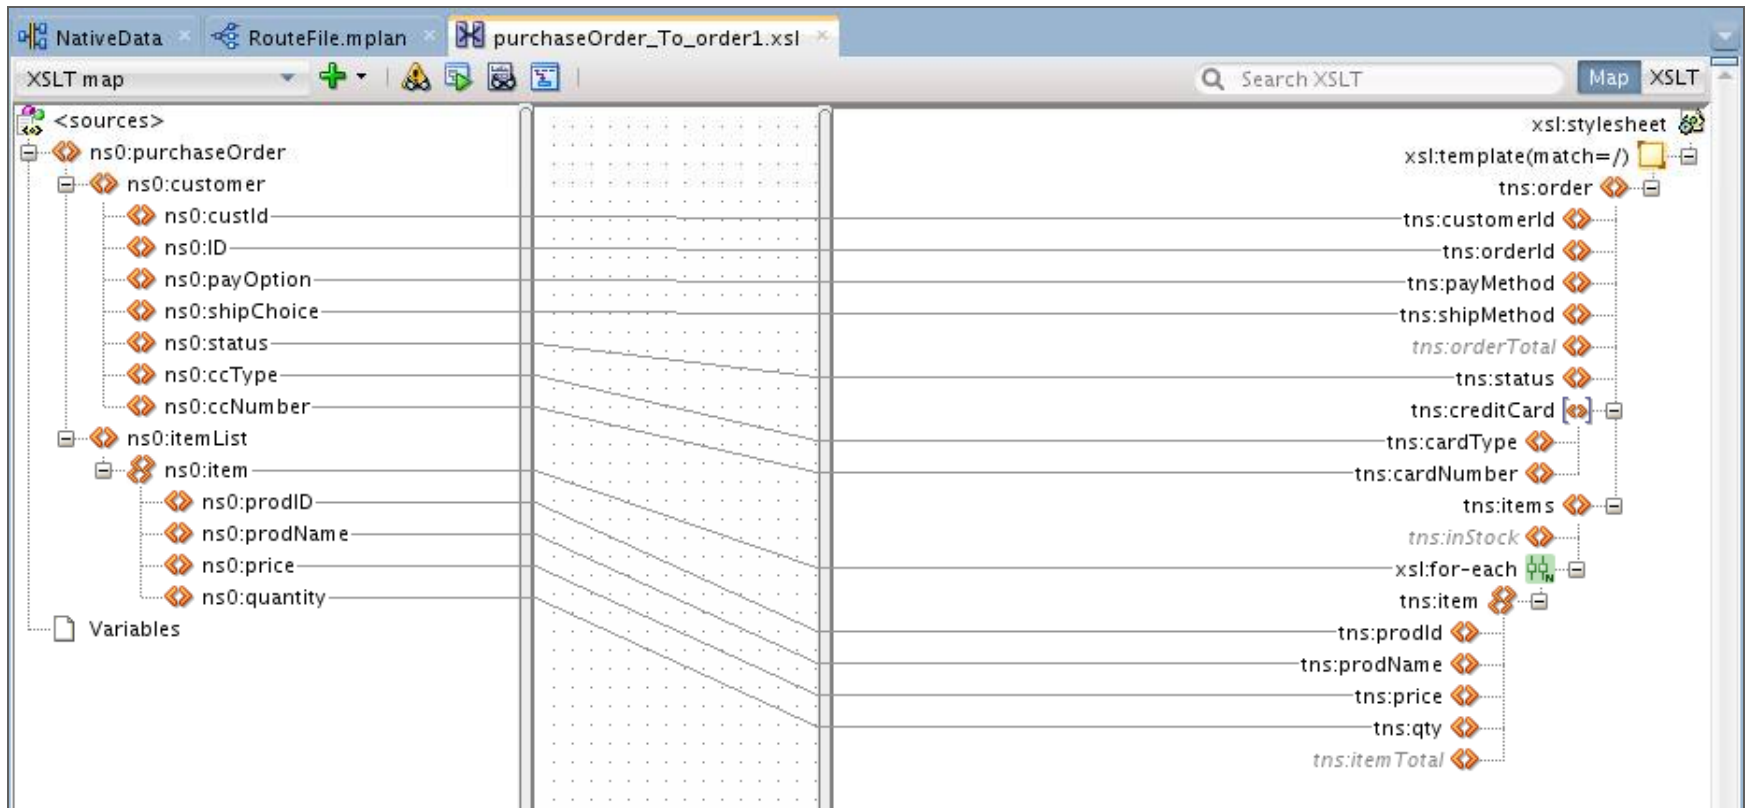 NativeData RouteFile.mplan purchaseOrder_To_order1.xsl
XSLT map Search XSLT Map XSLT
<sources>
ns0:purchaseOrder
ns0:customer
ns0:custId
ns0:ID
ns0:payOption
ns0:shipChoice
ns0:status
ns0:ccType
ns0:ccNumber
ns0:itemList
ns0:item
ns0:prodID
ns0:prodName
ns0:price
ns0:quantity
Variables
xsl:stylesheet
xsl:template(match=/)
tns:order
tns:customerId
tns:orderId
tns:payMethod
tns:shipMethod
tns:orderTotal
tns:status
tns:creditCard
tns:cardType
tns:cardNumber
tns:items
tns:inStock
xsl:for-each
tns:item
tns:prodId
tns:prodName
tns:price
tns:qty
tns:itemTotal